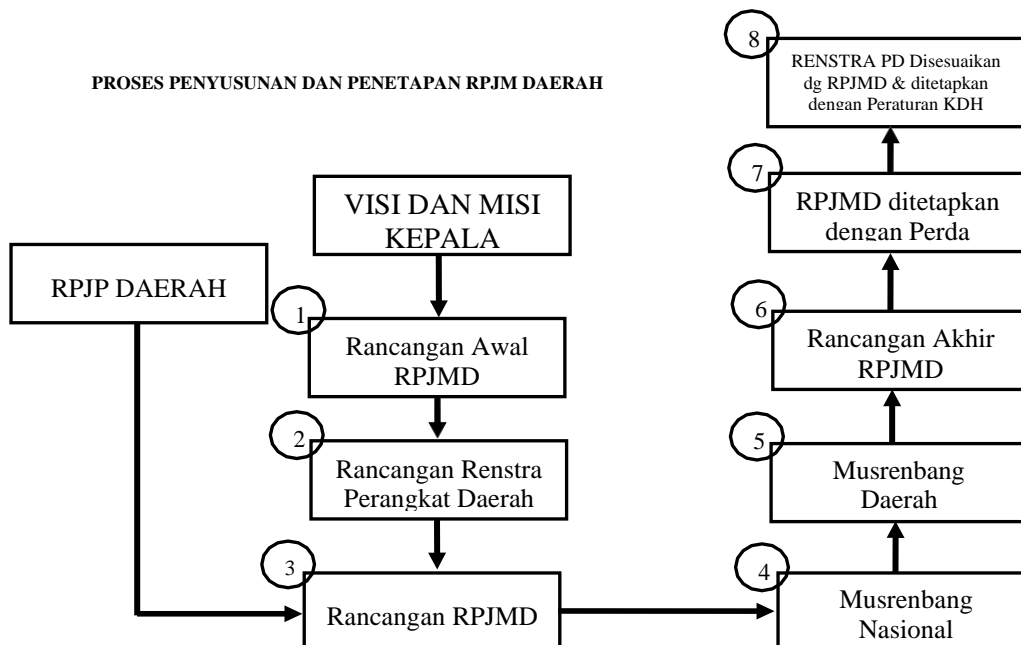 PROSES PENYUSUNAN DAN PENETAPAN RPJM DAERAH
VISI DAN MISI
KEPALA
RPJP DAERAH
1
Rancangan Awal
RPJMD
2
Rancangan Renstra
Perangkat Daerah
3
Rancangan RPJMD
4
Musrenbang
Nasional
5
Musrenbang
Daerah
6
Rancangan Akhir
RPJMD
7
RPJMD ditetapkan
dengan Perda
8
RENSTRA PD Disesuaikan
dg RPJMD & ditetapkan
dengan Peraturan KDH